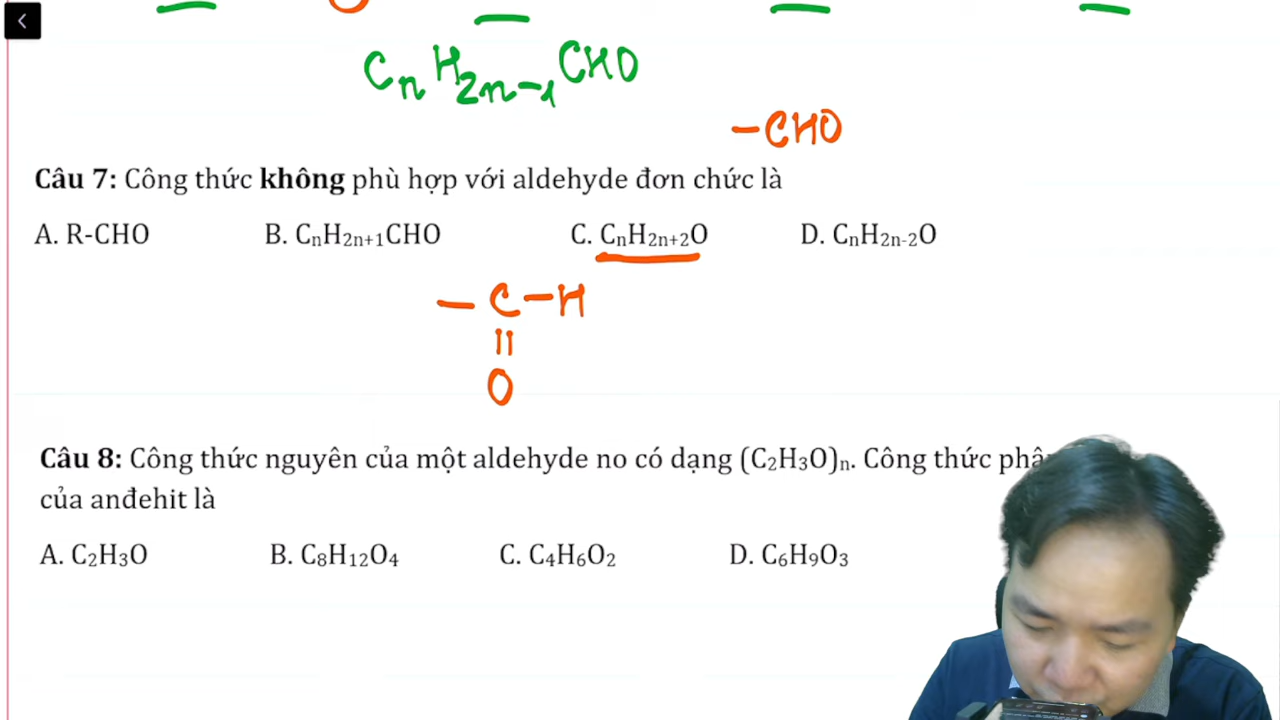 CₙH₂ₙ₋₁CHO
-CHO
Câu 7: Công thức không phù hợp với aldehyde đơn chức là
A. R-CHO B. CₙH₂ₙ₊₁CHO C. CₙH₂ₙ₊₂O D. CₙH₂ₙ₋₂O
- C - H
||
O
Câu 8: Công thức nguyên của một aldehyde no có dạng (C₂H₃O)ₙ. Công thức
của anđehit là
A. C₂H₃O B. C₈H₁₂O₄ C. C₄H₆O₂ D. C₆H₉O₃